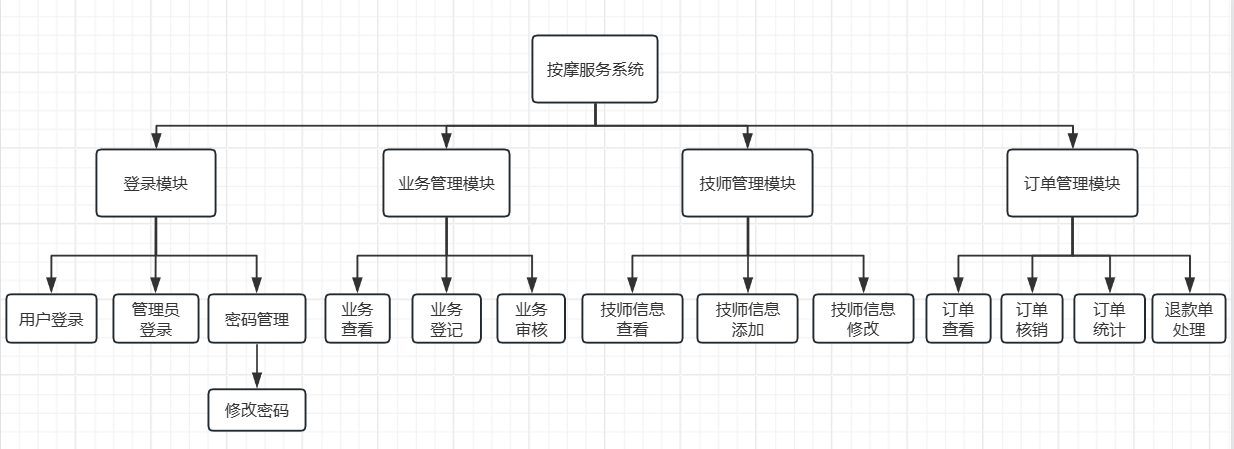 按摩服务系统
登录模块
业务管理模块
技师管理模块
订单管理模块
用户登录
管理员
登录
密码管理
业务
查看
业务
登记
业务
审核
技师信息
查看
技师信息
添加
技师信息
修改
订单
查看
订单
核销
订单
统计
退款单
处理
修改密码